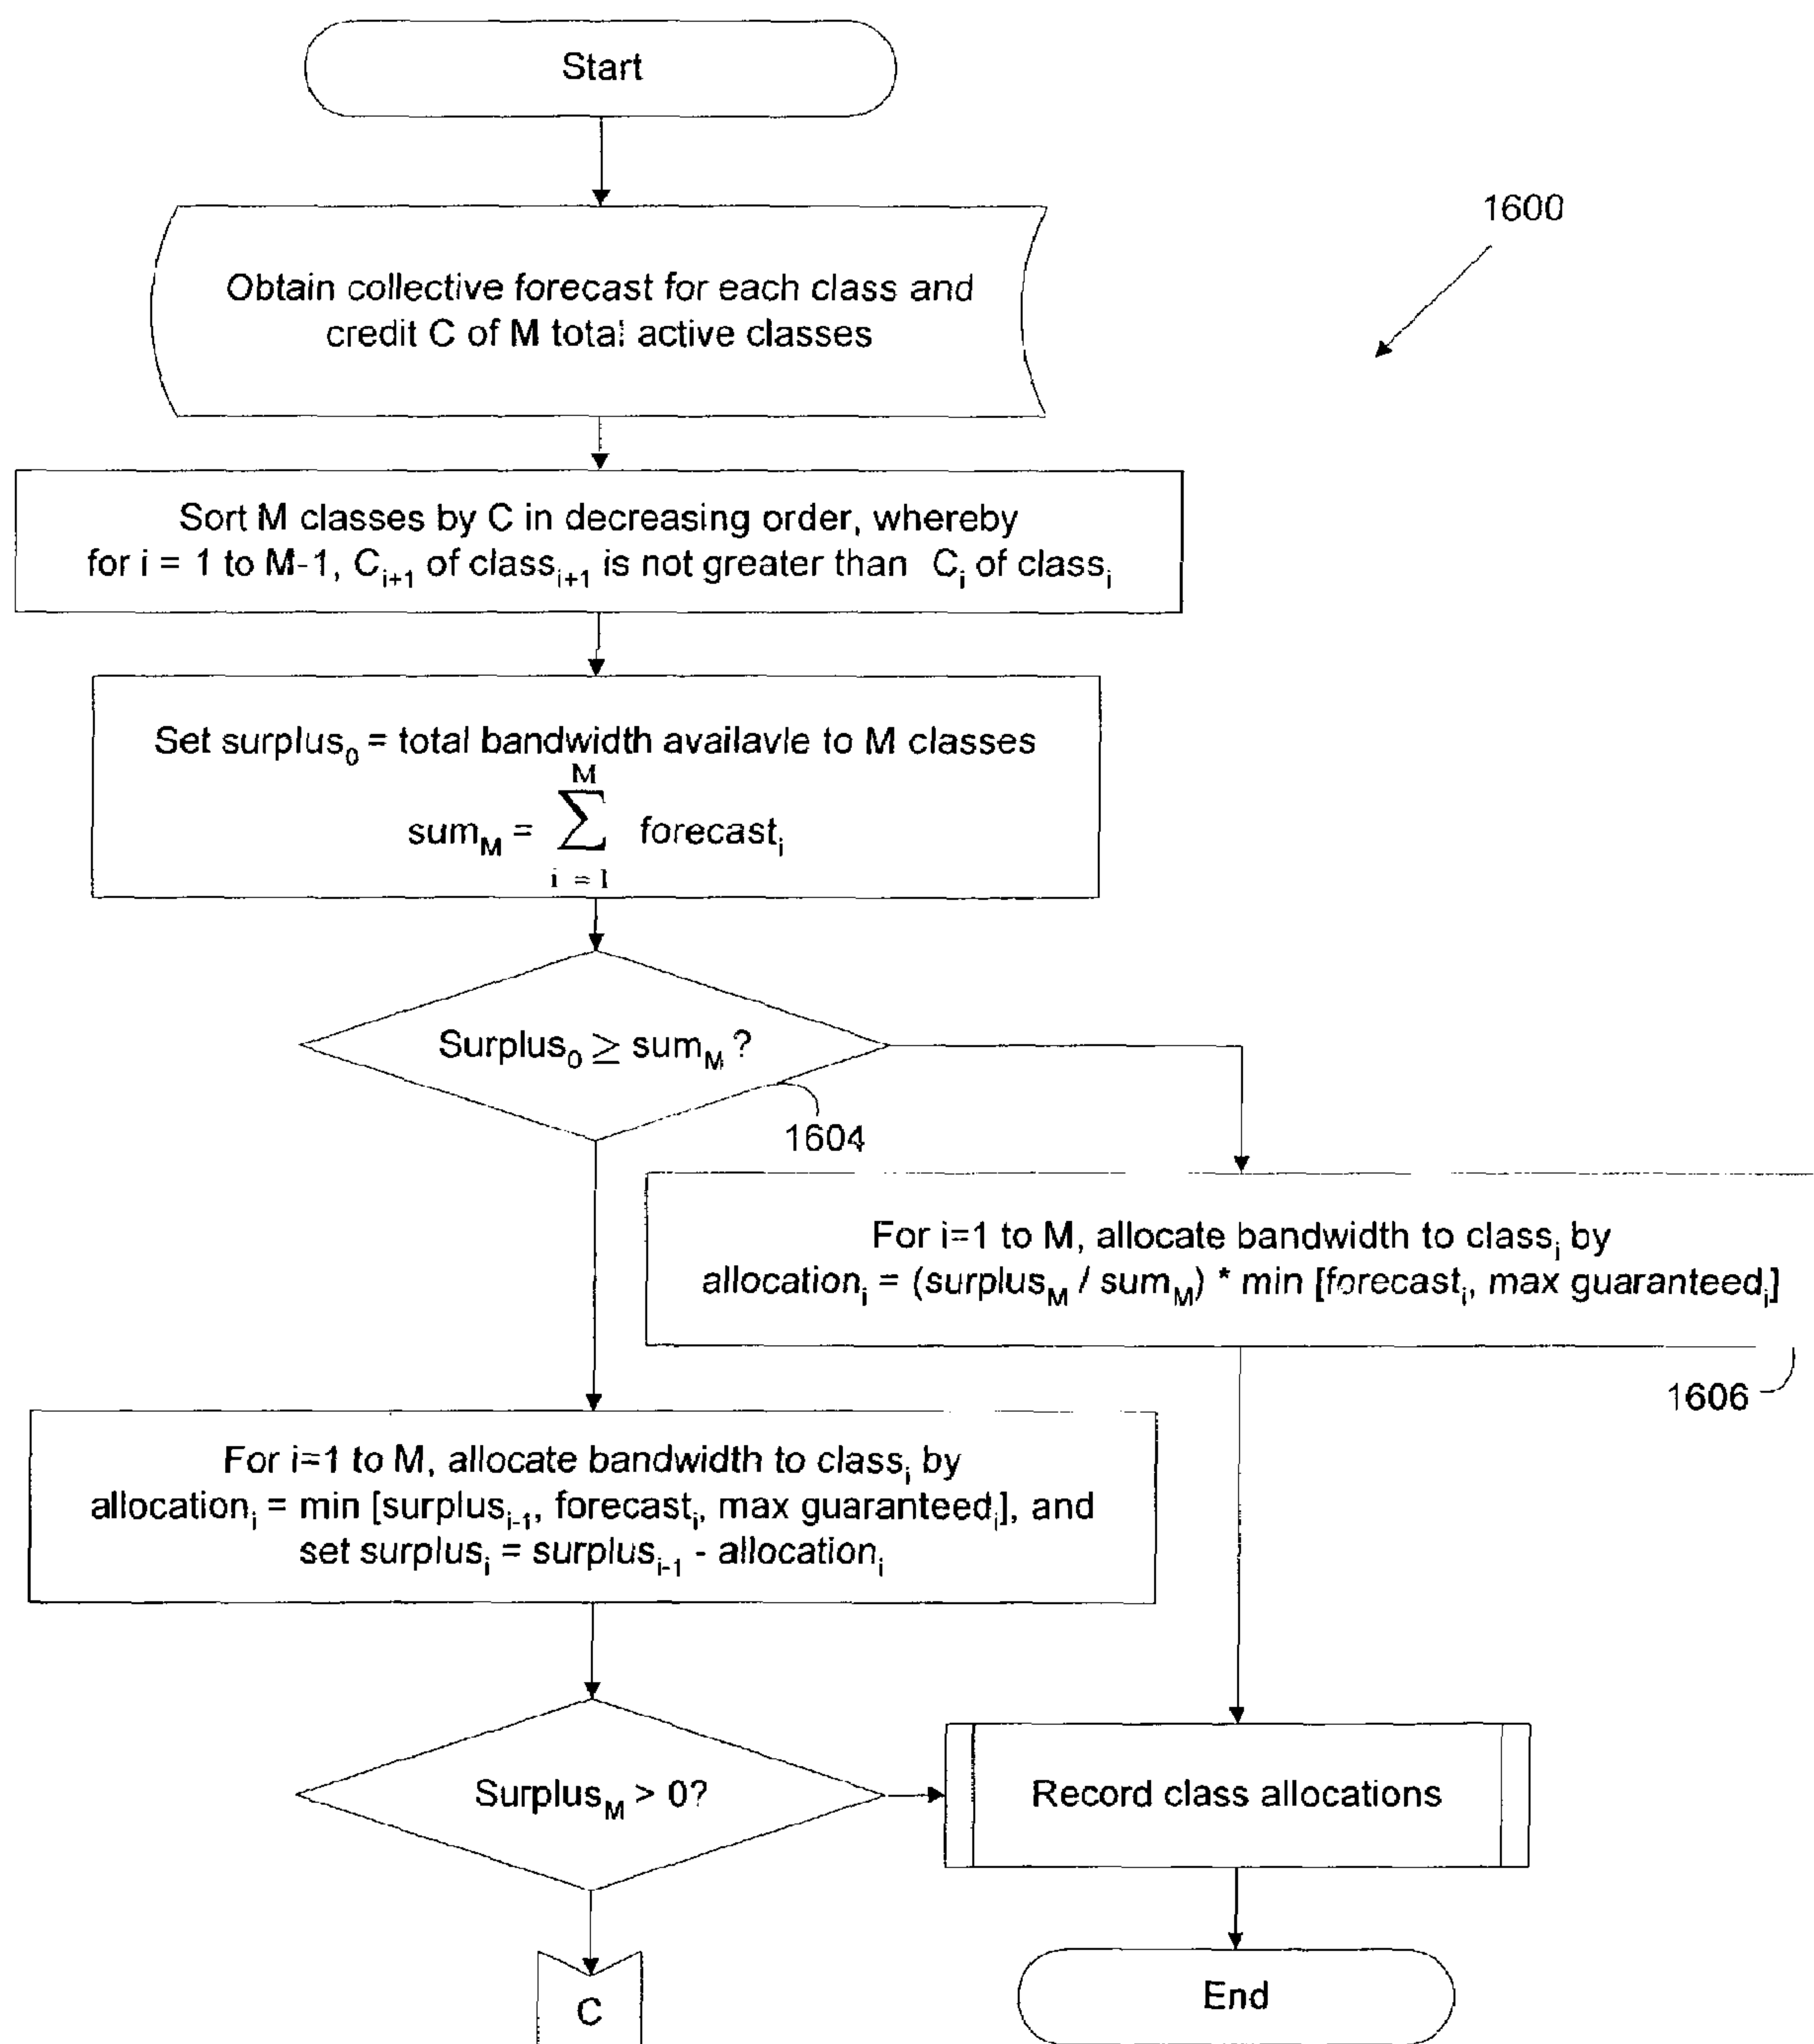 Start
1600
Obtain collective forecast for each class and
credit C of M total active classes
Sort M classes by C in decreasing order, whereby
for i = 1 to M-1, C_{i+1} of class_{i+1} is not greater than C_i of class_i
Set surplus_0 = total bandwidth availavle to M classes
M
sum_M = ∑ forecast_i
i = 1
Surplus_0 ≥ sum_M ?
1604
For i=1 to M, allocate bandwidth to class_i by
allocation_i = (surplus_M / sum_M) * min [forecast_i, max guaranteed_i]
1606
For i=1 to M, allocate bandwidth to class_i by
allocation_i = min [surplus_{i-1}, forecast_i, max guaranteed_i], and
set surplus_i = surplus_{i-1} - allocation_i
Surplus_M > 0?
Record class allocations
C
End